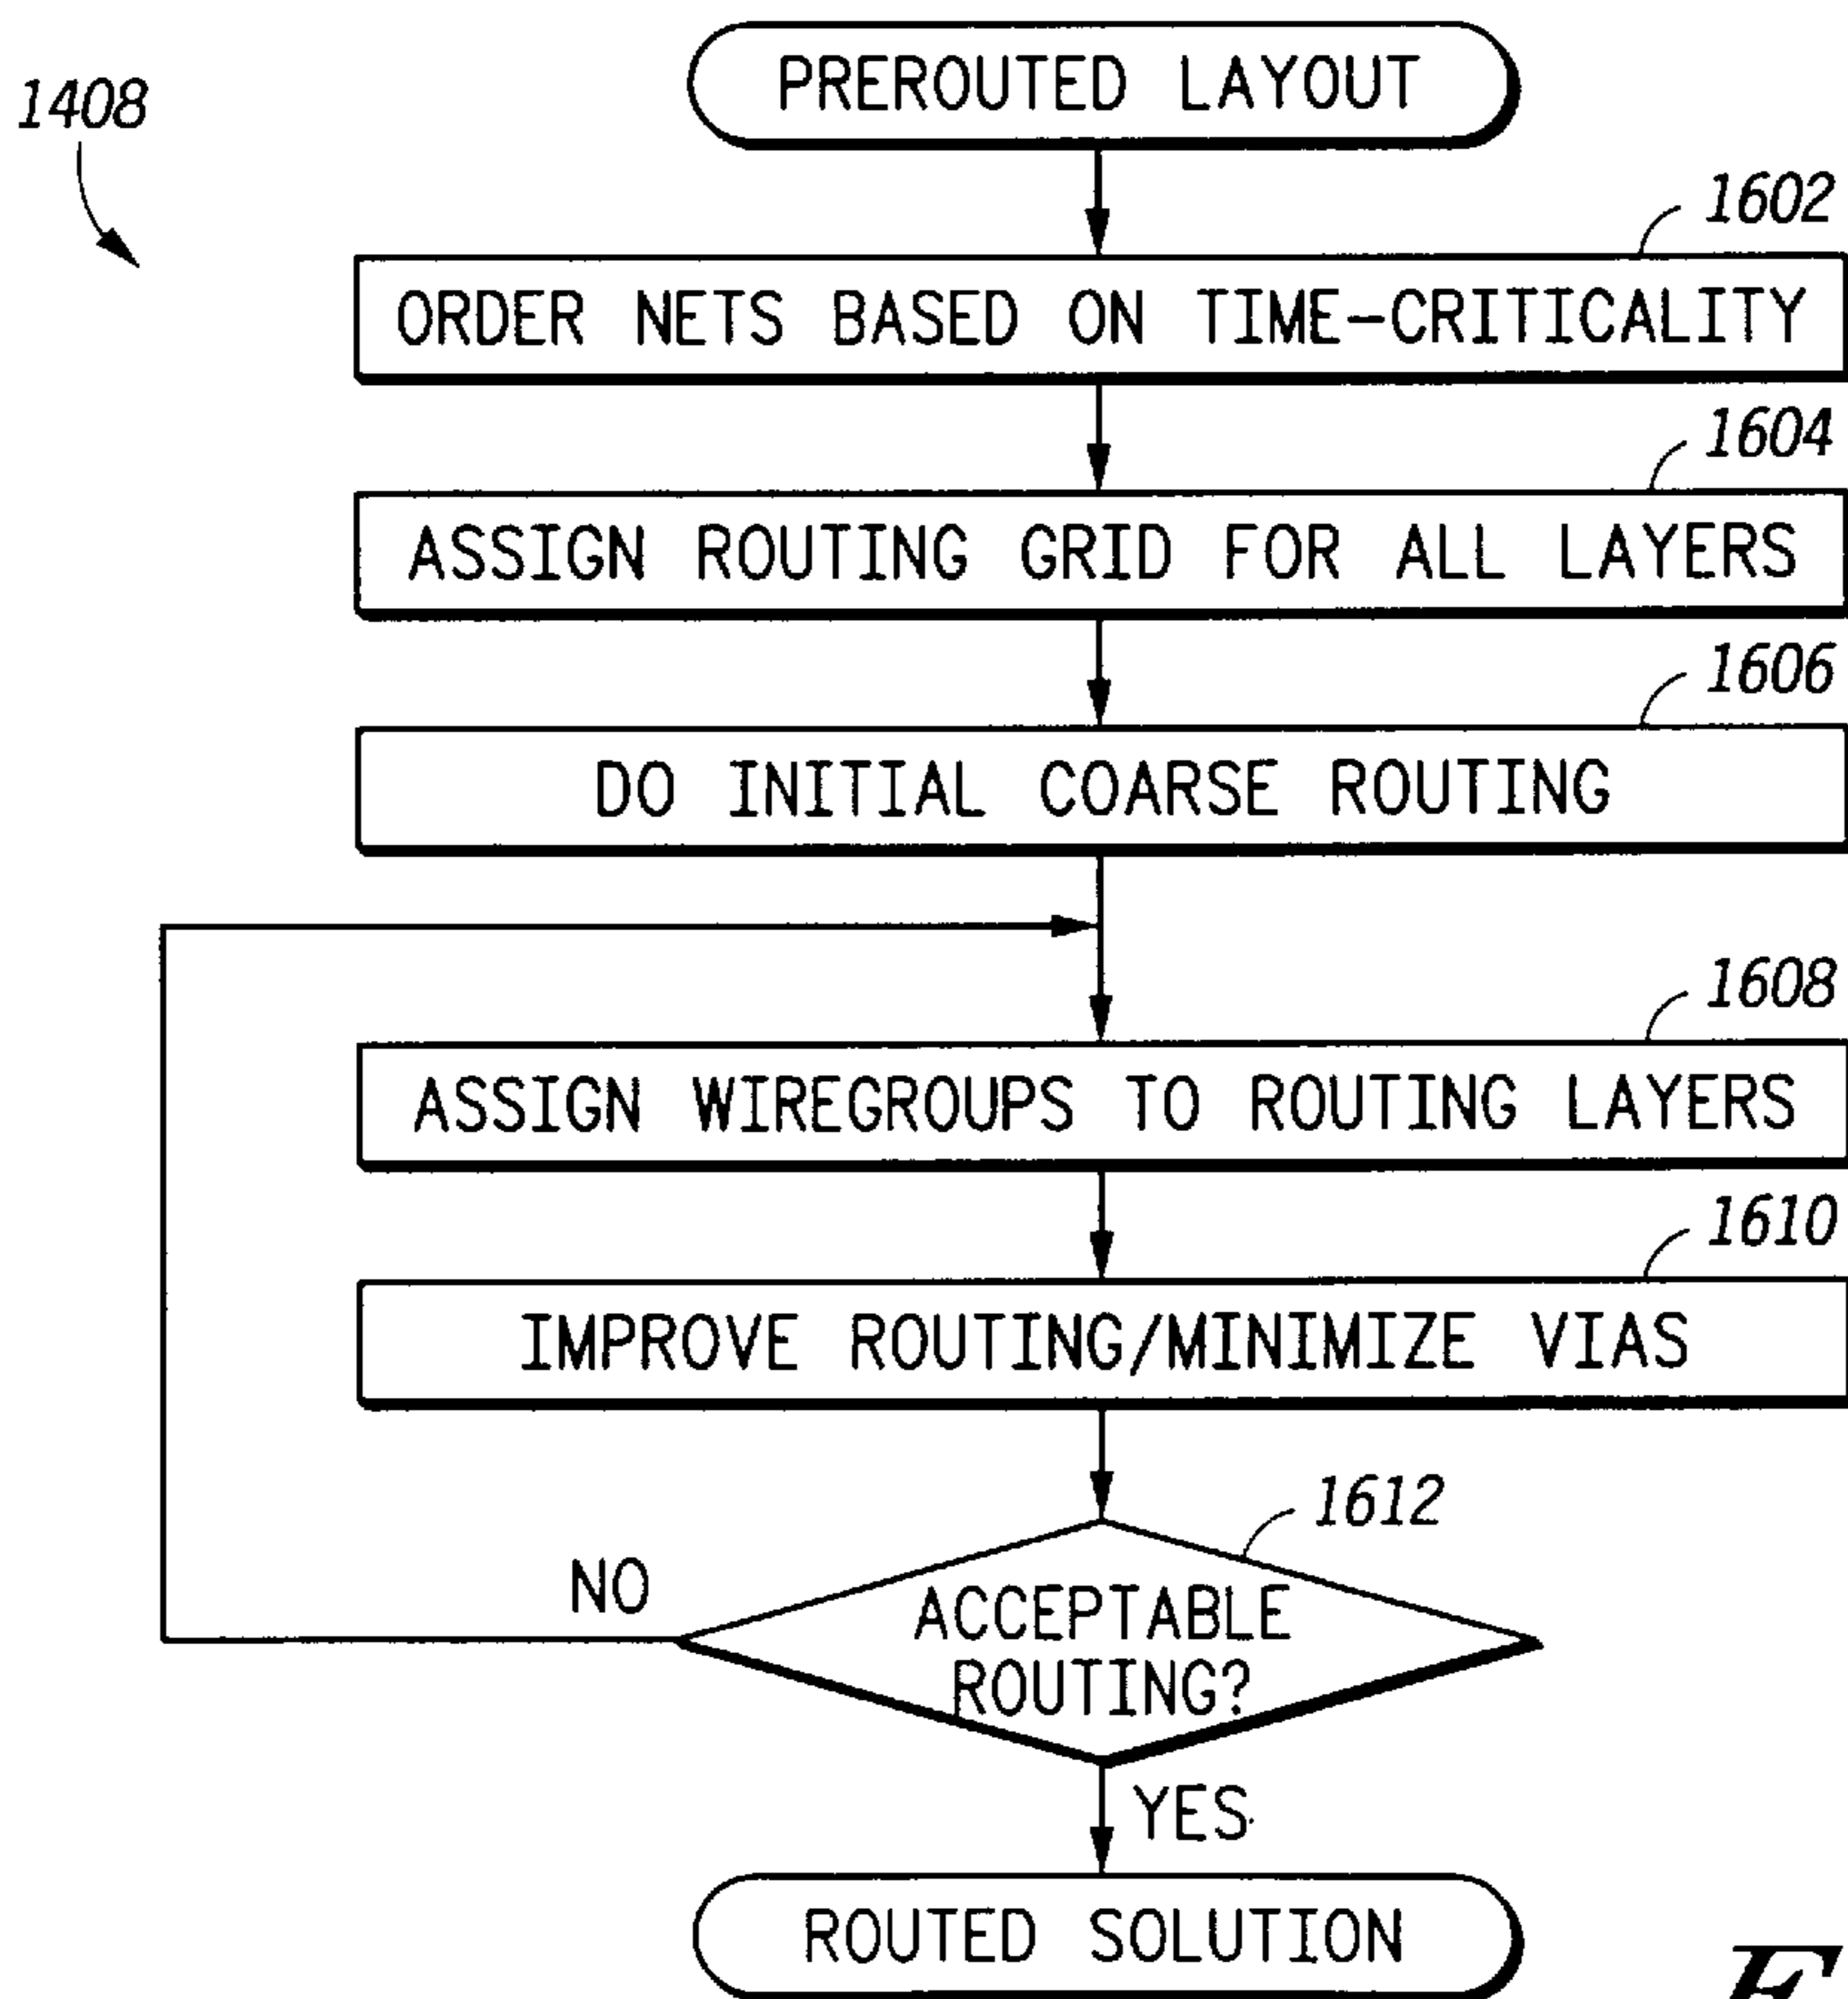 PREROUTED LAYOUT
1408
1602
ORDER NETS BASED ON TIME-CRITICALITY
1604
ASSIGN ROUTING GRID FOR ALL LAYERS
1606
DO INITIAL COARSE ROUTING
1608
ASSIGN WIREGROUPS TO ROUTING LAYERS
1610
IMPROVE ROUTING/MINIMIZE VIAS
1612
NO
ACCEPTABLE
ROUTING?
YES
ROUTED SOLUTION